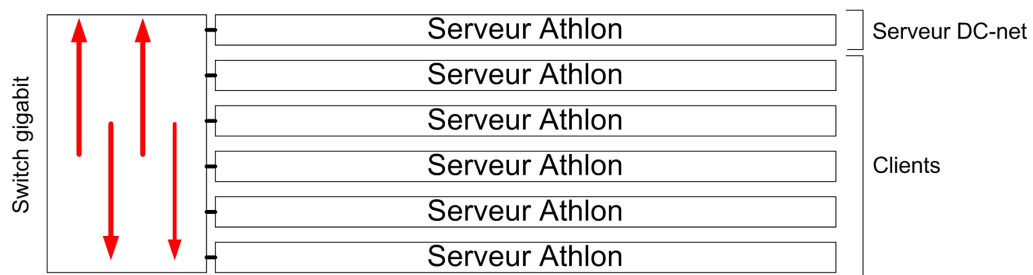 Switch gigabit
Serveur Athlon
Serveur DC-net
Serveur Athlon
Serveur Athlon
Serveur Athlon
Clients
Serveur Athlon
Serveur Athlon